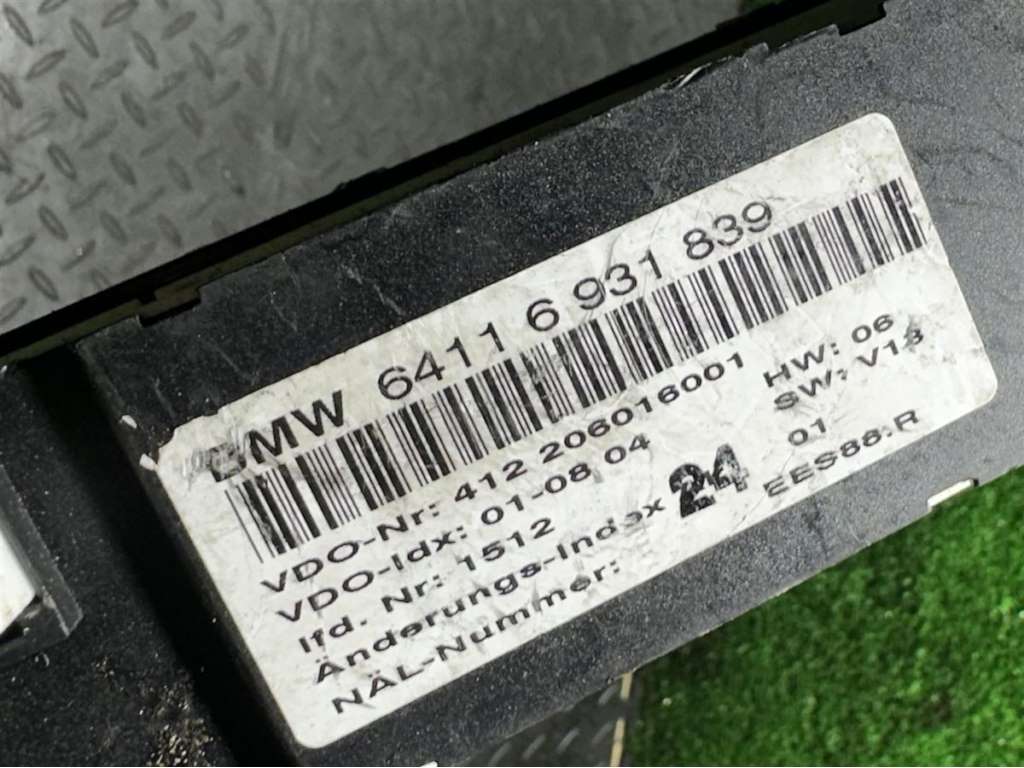 BMW 6411 6 931 839
VDO-Nr: 412 206016001 HW: 06
VDO-Idx: 01-08 04 SW: V13
lfd. Nr: 1512 01
Änderungs-Index 24 EES88.R
NÄL-Nummer: